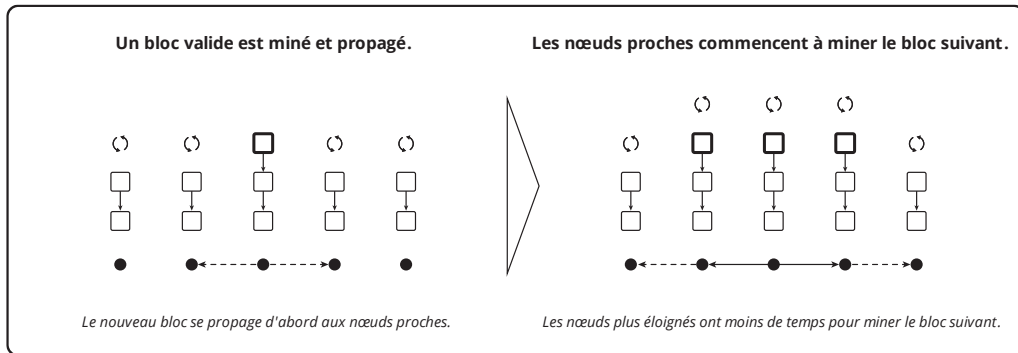 Un bloc valide est miné et propagé.
Les nœuds proches commencent à miner le bloc suivant.
Le nouveau bloc se propage d'abord aux nœuds proches.
Les nœuds plus éloignés ont moins de temps pour miner le bloc suivant.